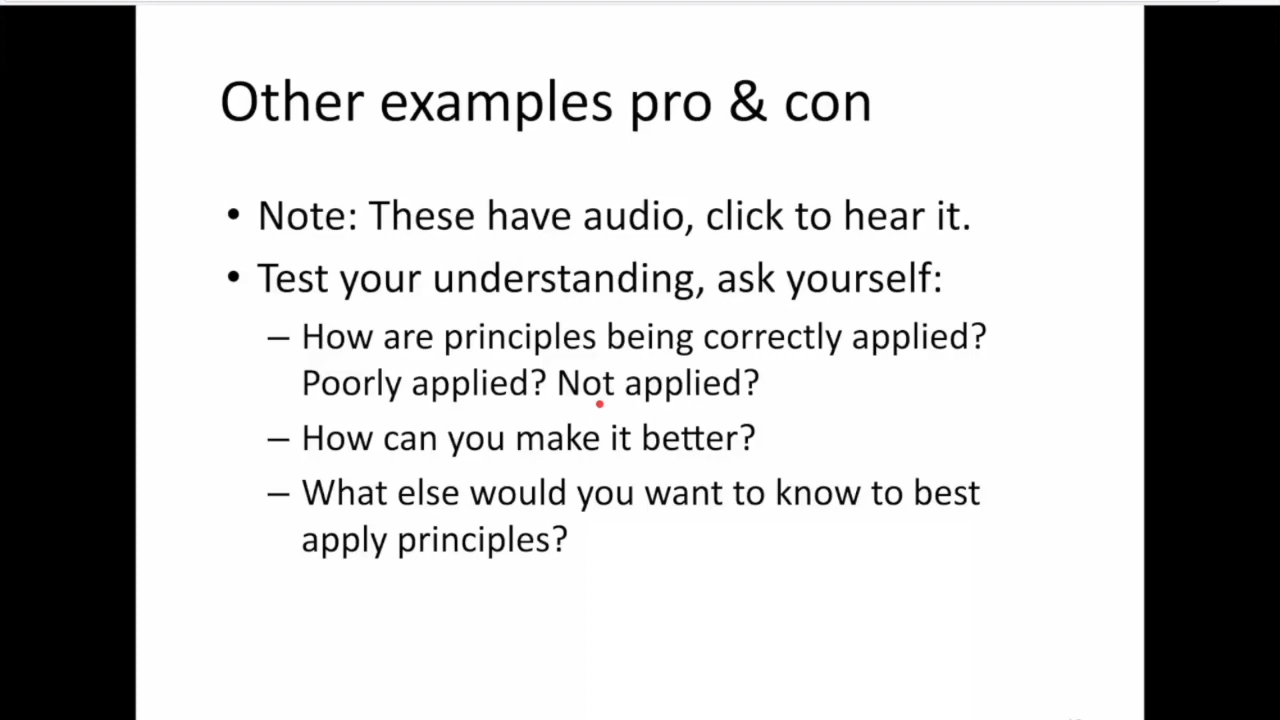 Other examples pro & con
• Note: These have audio, click to hear it.
• Test your understanding, ask yourself:
– How are principles being correctly applied?
Poorly applied? Not applied?
– How can you make it better?
– What else would you want to know to best
apply principles?